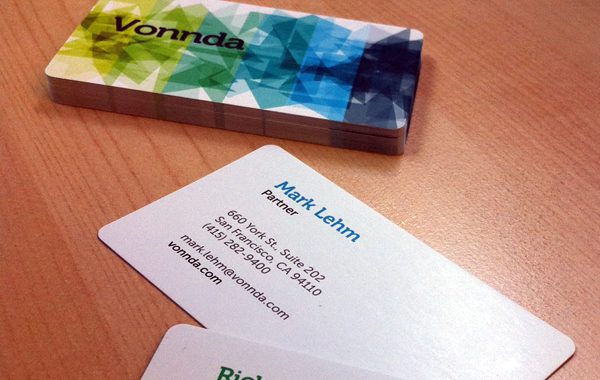 Vonnda
Mark Lehm
Partner
660 York St., Suite 202
San Francisco, CA 94110
(415) 282-9400
mark.lehm@vonnda.com
vonnda.com